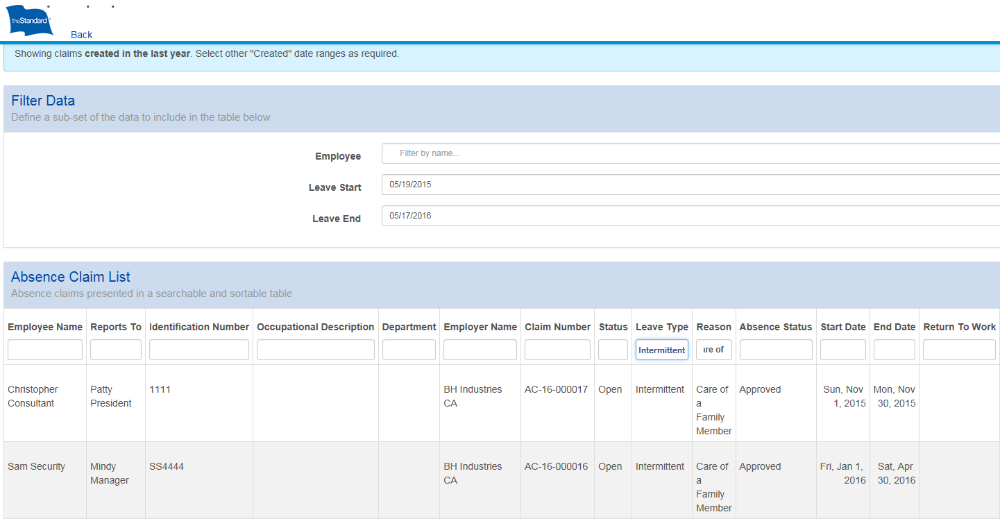 TheStandard
Back
Showing claims created in the last year. Select other "Created" date ranges as required.
Filter Data
Define a sub-set of the data to include in the table below
Employee Filter by name...
Leave Start 05/19/2015
Leave End 05/17/2016
Absence Claim List
Absence claims presented in a searchable and sortable table
Employee Name Reports To Identification Number Occupational Description Department Employer Name Claim Number Status Leave Type Reason Absence Status Start Date End Date Return To Work
Intermittent are of
Christopher Patty 1111 BH Industries AC-16-000017 Open Intermittent Care of Approved Sun, Nov Mon, Nov
Consultant President CA a 1, 2015 30, 2015
Family
Member
Sam Security Mindy SS4444 BH Industries AC-16-000016 Open Intermittent Care of Approved Fri, Jan 1, Sat, Apr
Manager CA a 2016 30, 2016
Family
Member